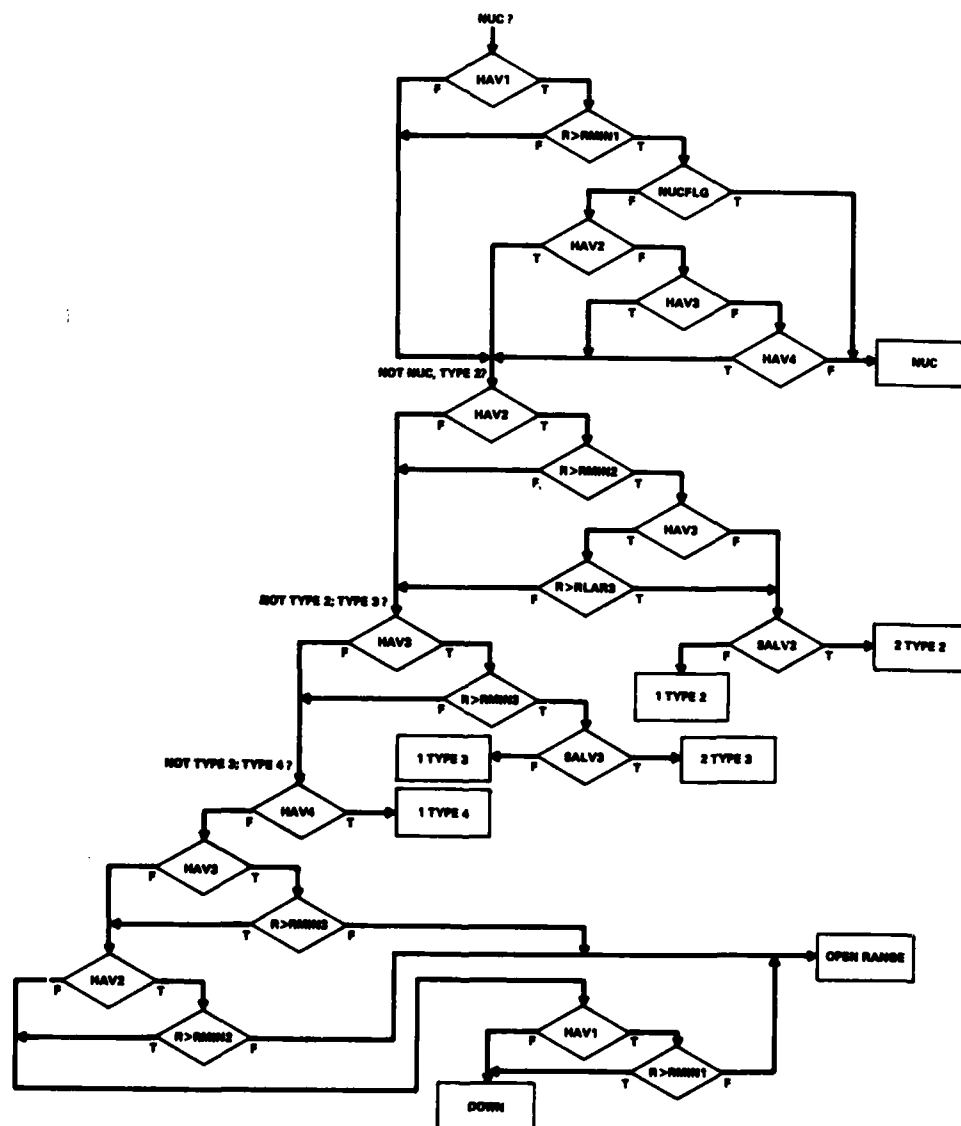 NUC ?
HAV1
F T
R>RMIN1
F T
NUCFLG
F T
HAV2
T F
HAV3
T F
HAV4
T F
NUC
NOT NUC, TYPE 2?
HAV2
F T
R>RMIN2
F. T
HAV3
T F
R>RLAR3
F T
NOT TYPE 2; TYPE 3 ?
HAV3
F T
SALV2
F T
2 TYPE 2
1 TYPE 2
R>RMIN3
F T
SALV3
F T
1 TYPE 3
2 TYPE 3
NOT TYPE 3; TYPE 4 ?
HAV4
F T
1 TYPE 4
HAV3
F T
R>RMIN3
T F
OPEN RANGE
HAV2
F T
R>RMIN2
T F
HAV1
F T
R>RMIN1
T F
DOWN